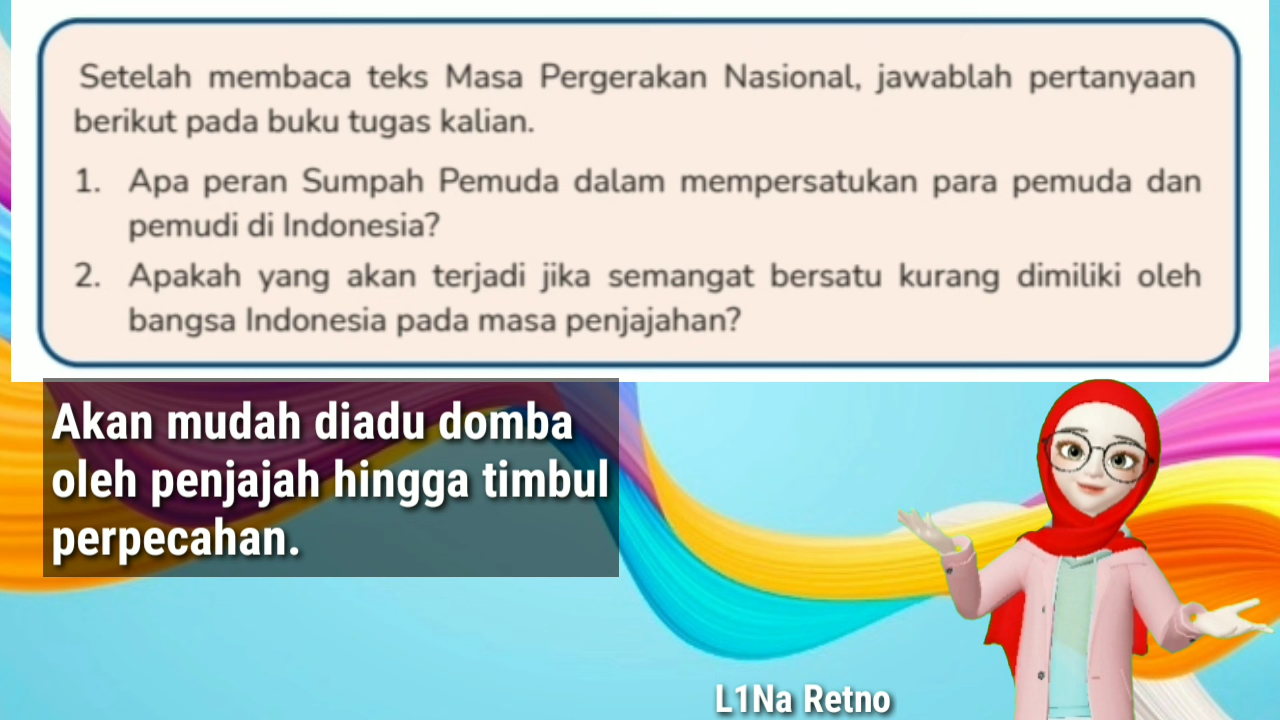 Setelah membaca teks Masa Pergerakan Nasional, jawablah pertanyaan
berikut pada buku tugas kalian.
1. Apa peran Sumpah Pemuda dalam mempersatukan para pemuda dan
pemudi di Indonesia?
2. Apakah yang akan terjadi jika semangat bersatu kurang dimiliki oleh
bangsa Indonesia pada masa penjajahan?
Akan mudah diadu domba
oleh penjajah hingga timbul
perpecahan.
L1Na Retno